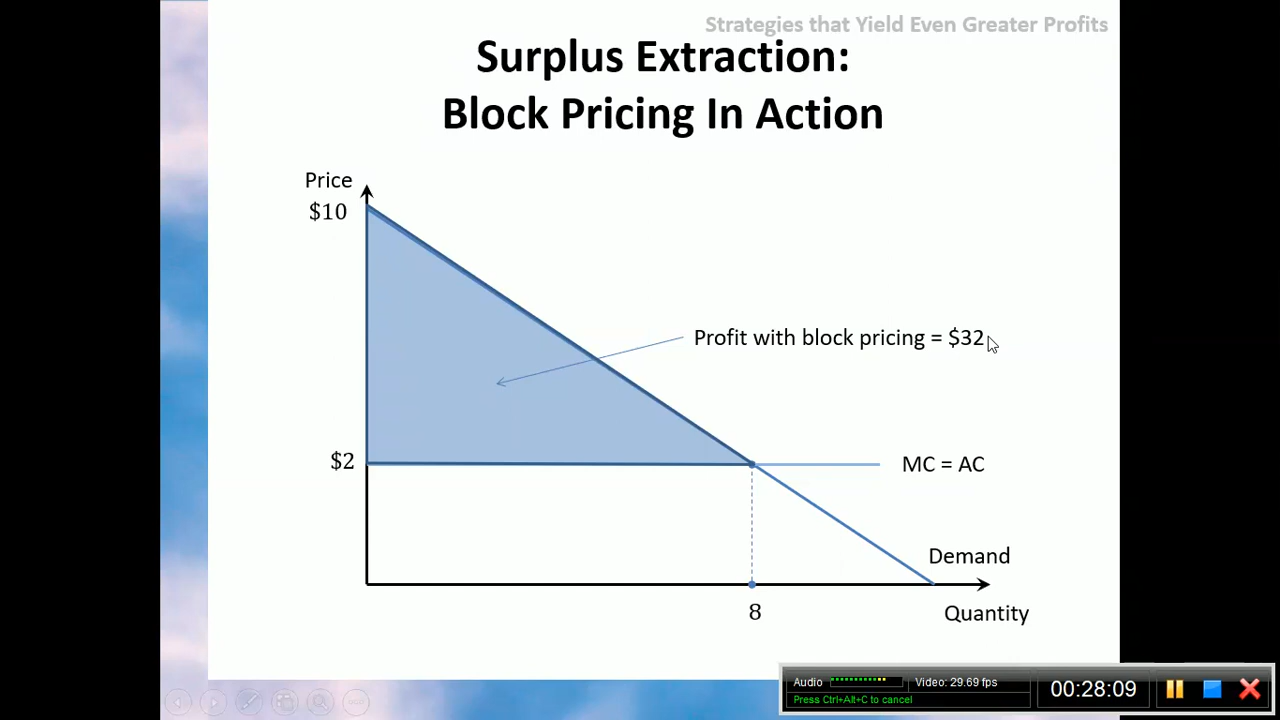 Strategies that Yield Even Greater Profits
Surplus Extraction:
Block Pricing In Action
Price
$10
Profit with block pricing = $32
$2
MC = AC
Demand
8
Quantity
Audio
Video: 29.69 fps
Press Ctrl+Alt+C to cancel
00:28:09